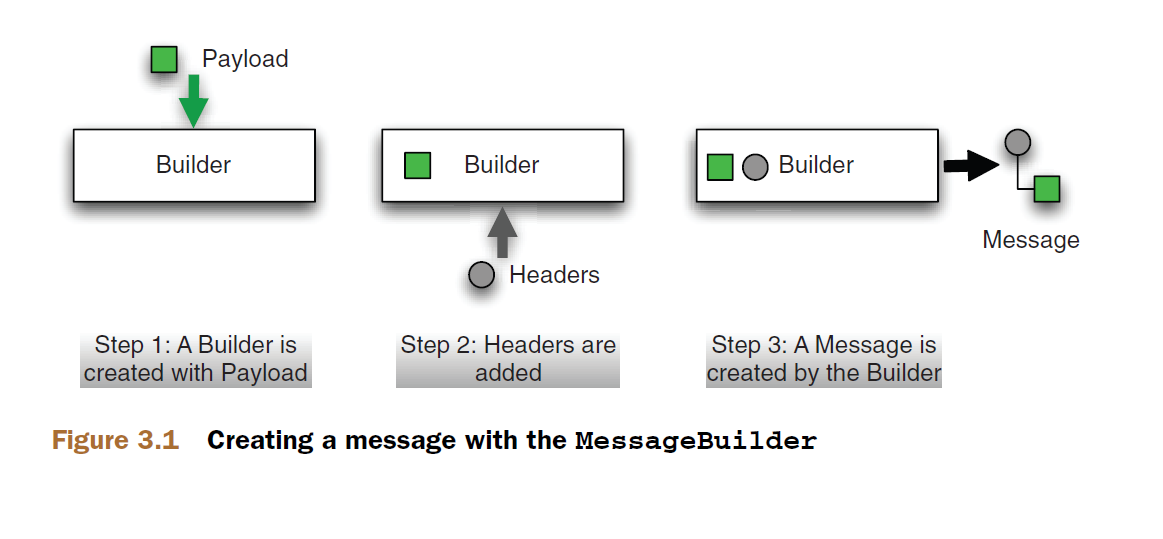 Payload
Builder
Builder
Builder
Headers
Message
Step 1: A Builder is
created with Payload
Step 2: Headers are
added
Step 3: A Message is
created by the Builder
Figure 3.1 Creating a message with the MessageBuilder